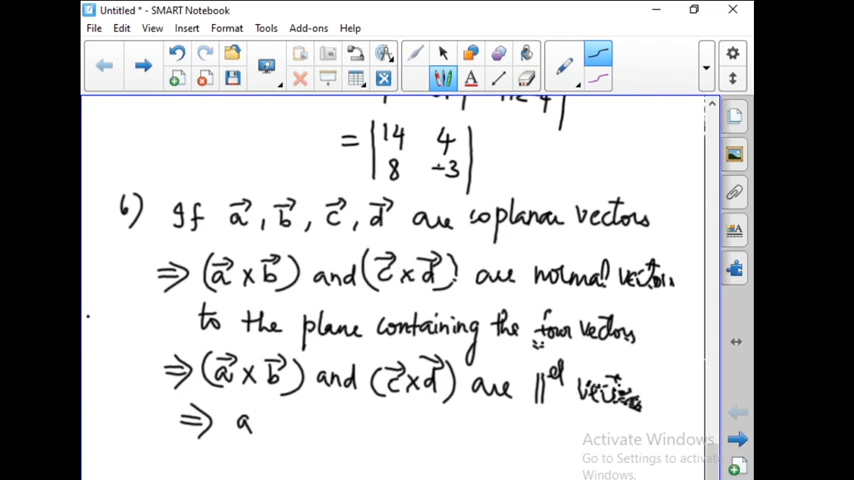 Untitled * - SMART Notebook
File Edit View Insert Format Tools Add-ons Help
= | 14 4 |
| 8 -3 |
6) If a⃗, b⃗, c⃗, d⃗ are coplanar vectors
⇒ (a⃗ × b⃗) and (c⃗ × d⃗) are normal vectors
to the plane containing the four vectors
⇒ (a⃗ × b⃗) and (c⃗ × d⃗) are ||el vectors
⇒ a
Activate Windows
Go to Settings to activate
Windows.